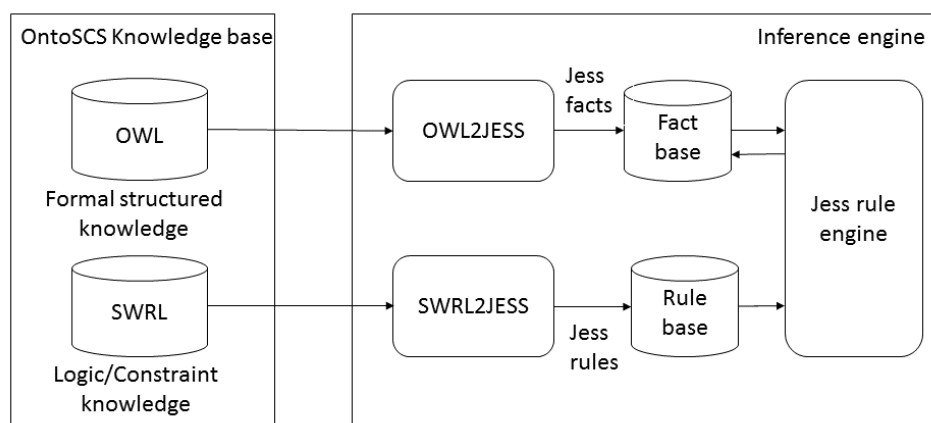 OntoSCS Knowledge base
OWL
Formal structured
knowledge
SWRL
Logic/Constraint
knowledge
Inference engine
OWL2JESS
Jess
facts
Fact
base
SWRL2JESS
Jess
rules
Rule
base
Jess rule
engine